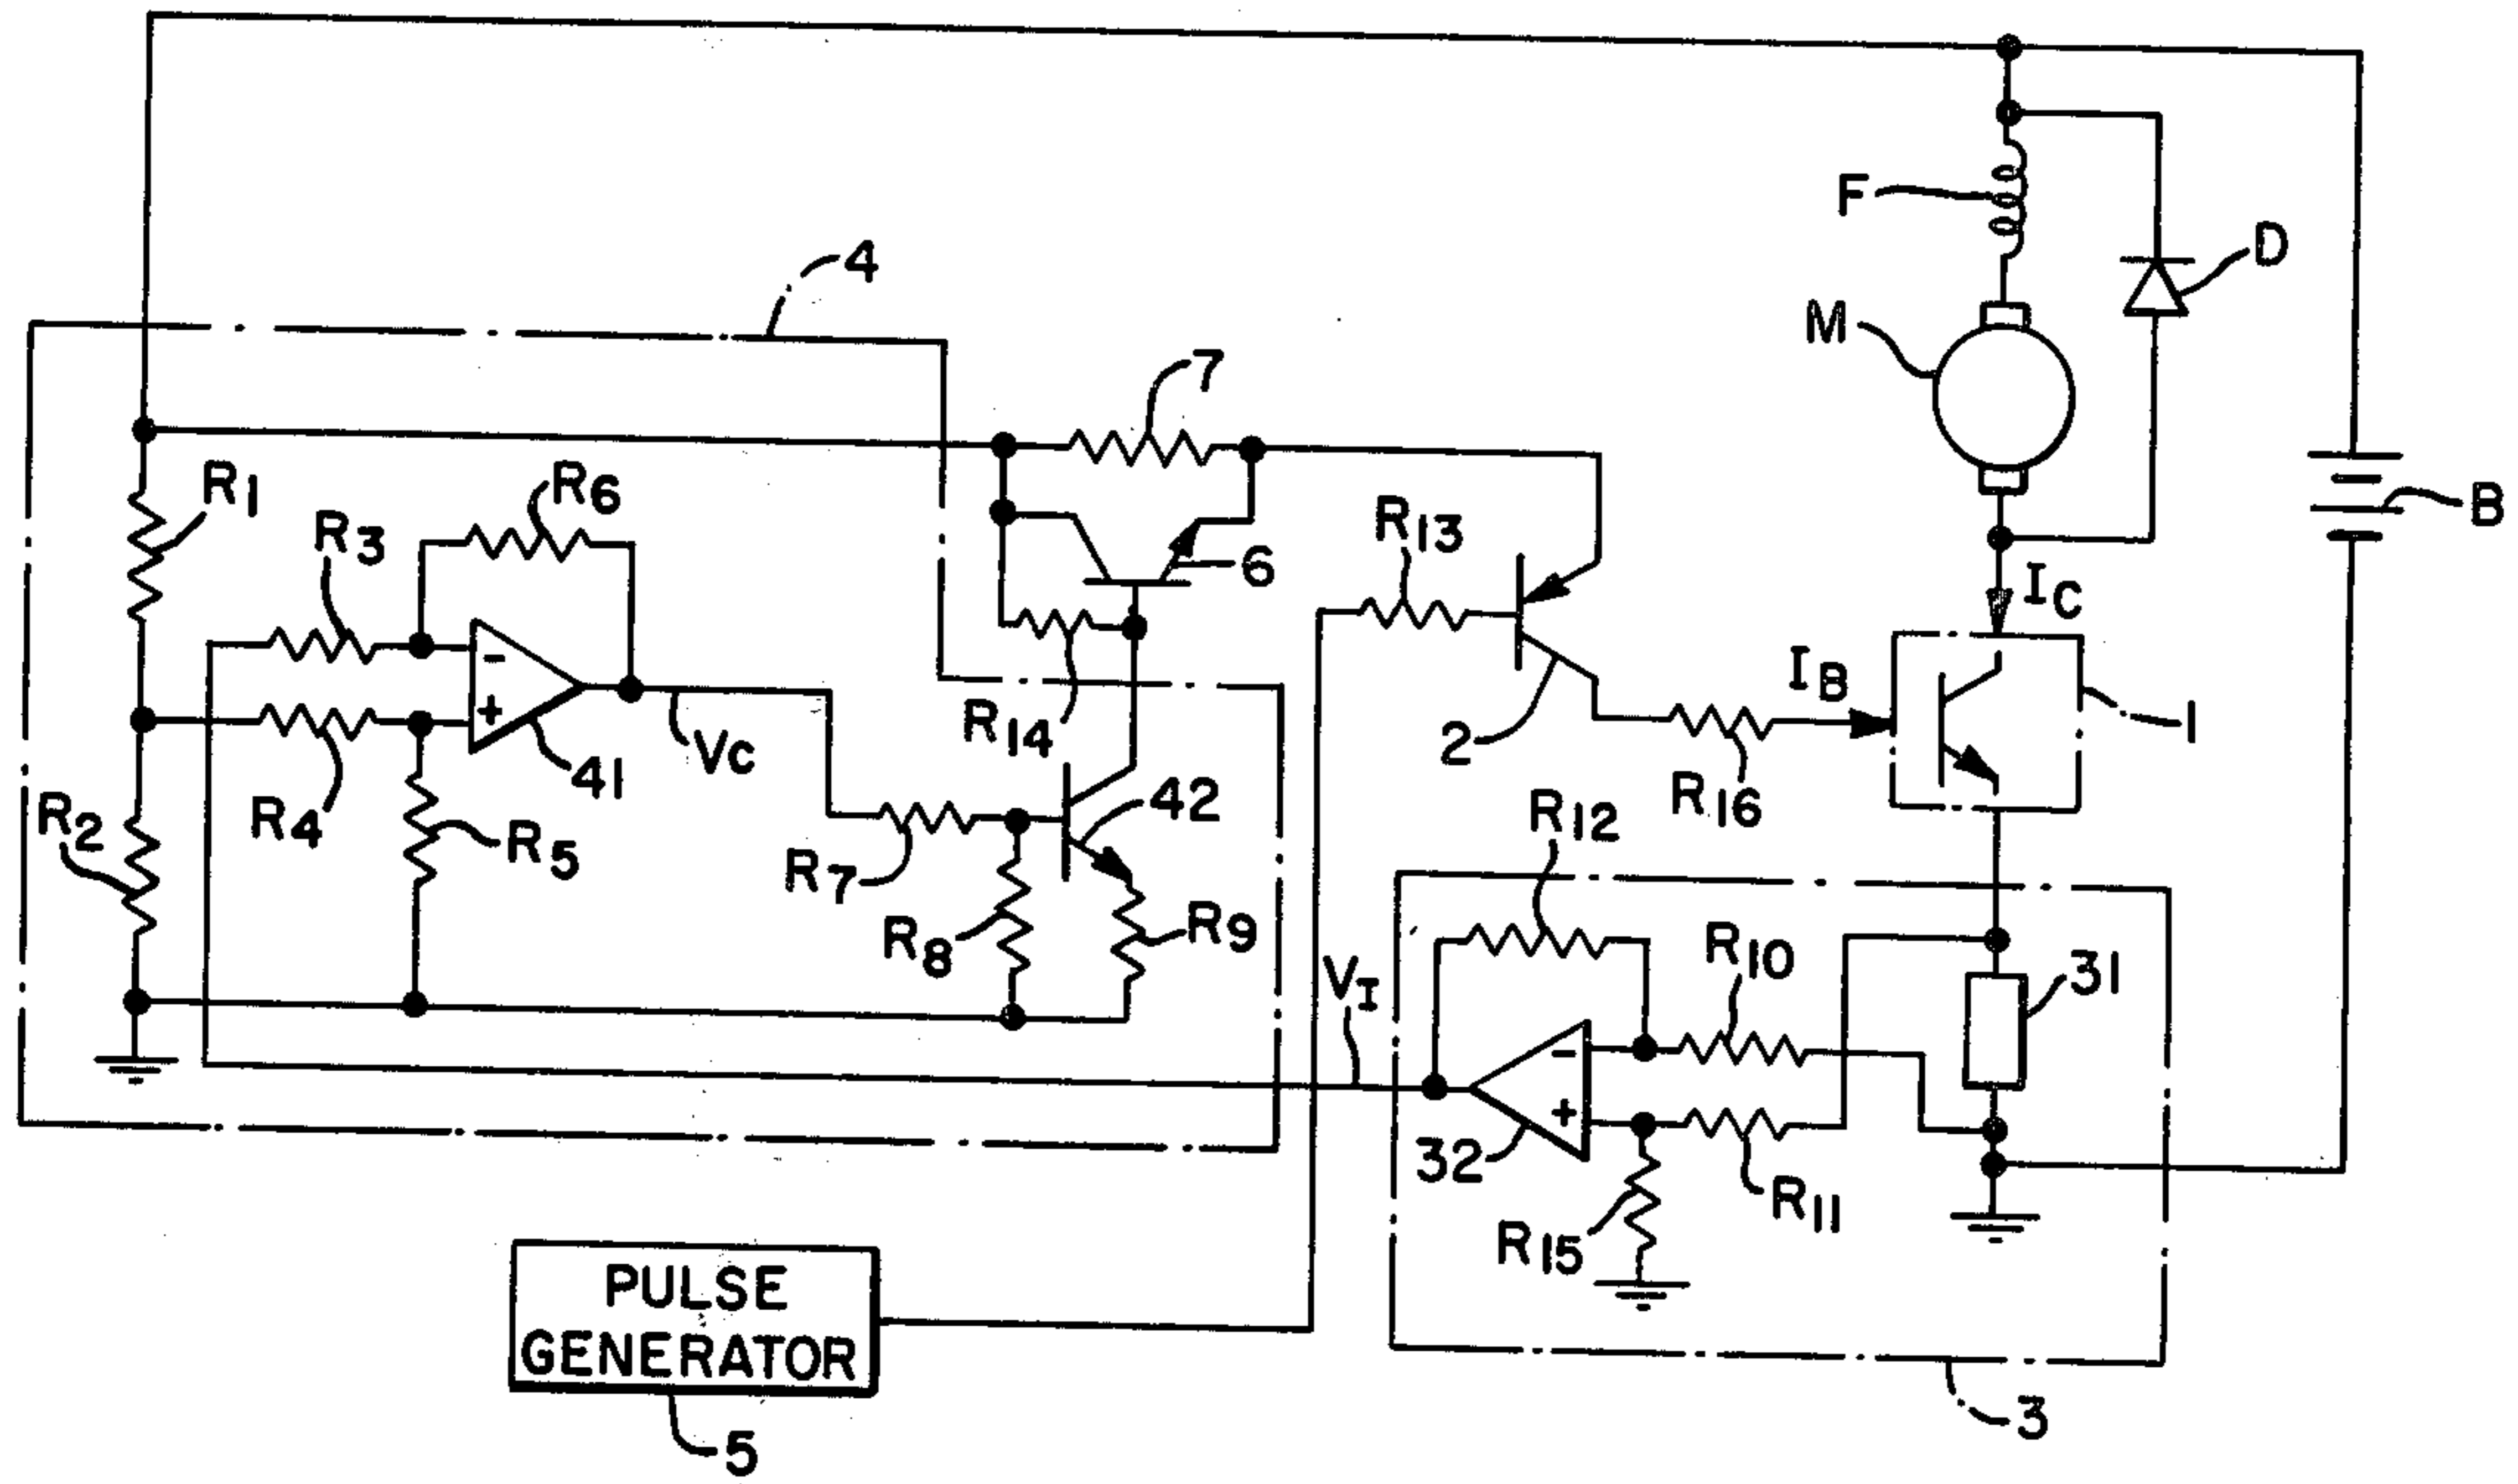 4
F
D
M
7
R1
R3
R6
R13
B
6
IC
IB
1
R14
2
R16
41
VC
R2
R4
R5
42
R12
R7
R8
R9
VI
R10
31
-
+
-
+
32
R15
R11
PULSE
GENERATOR
5
3